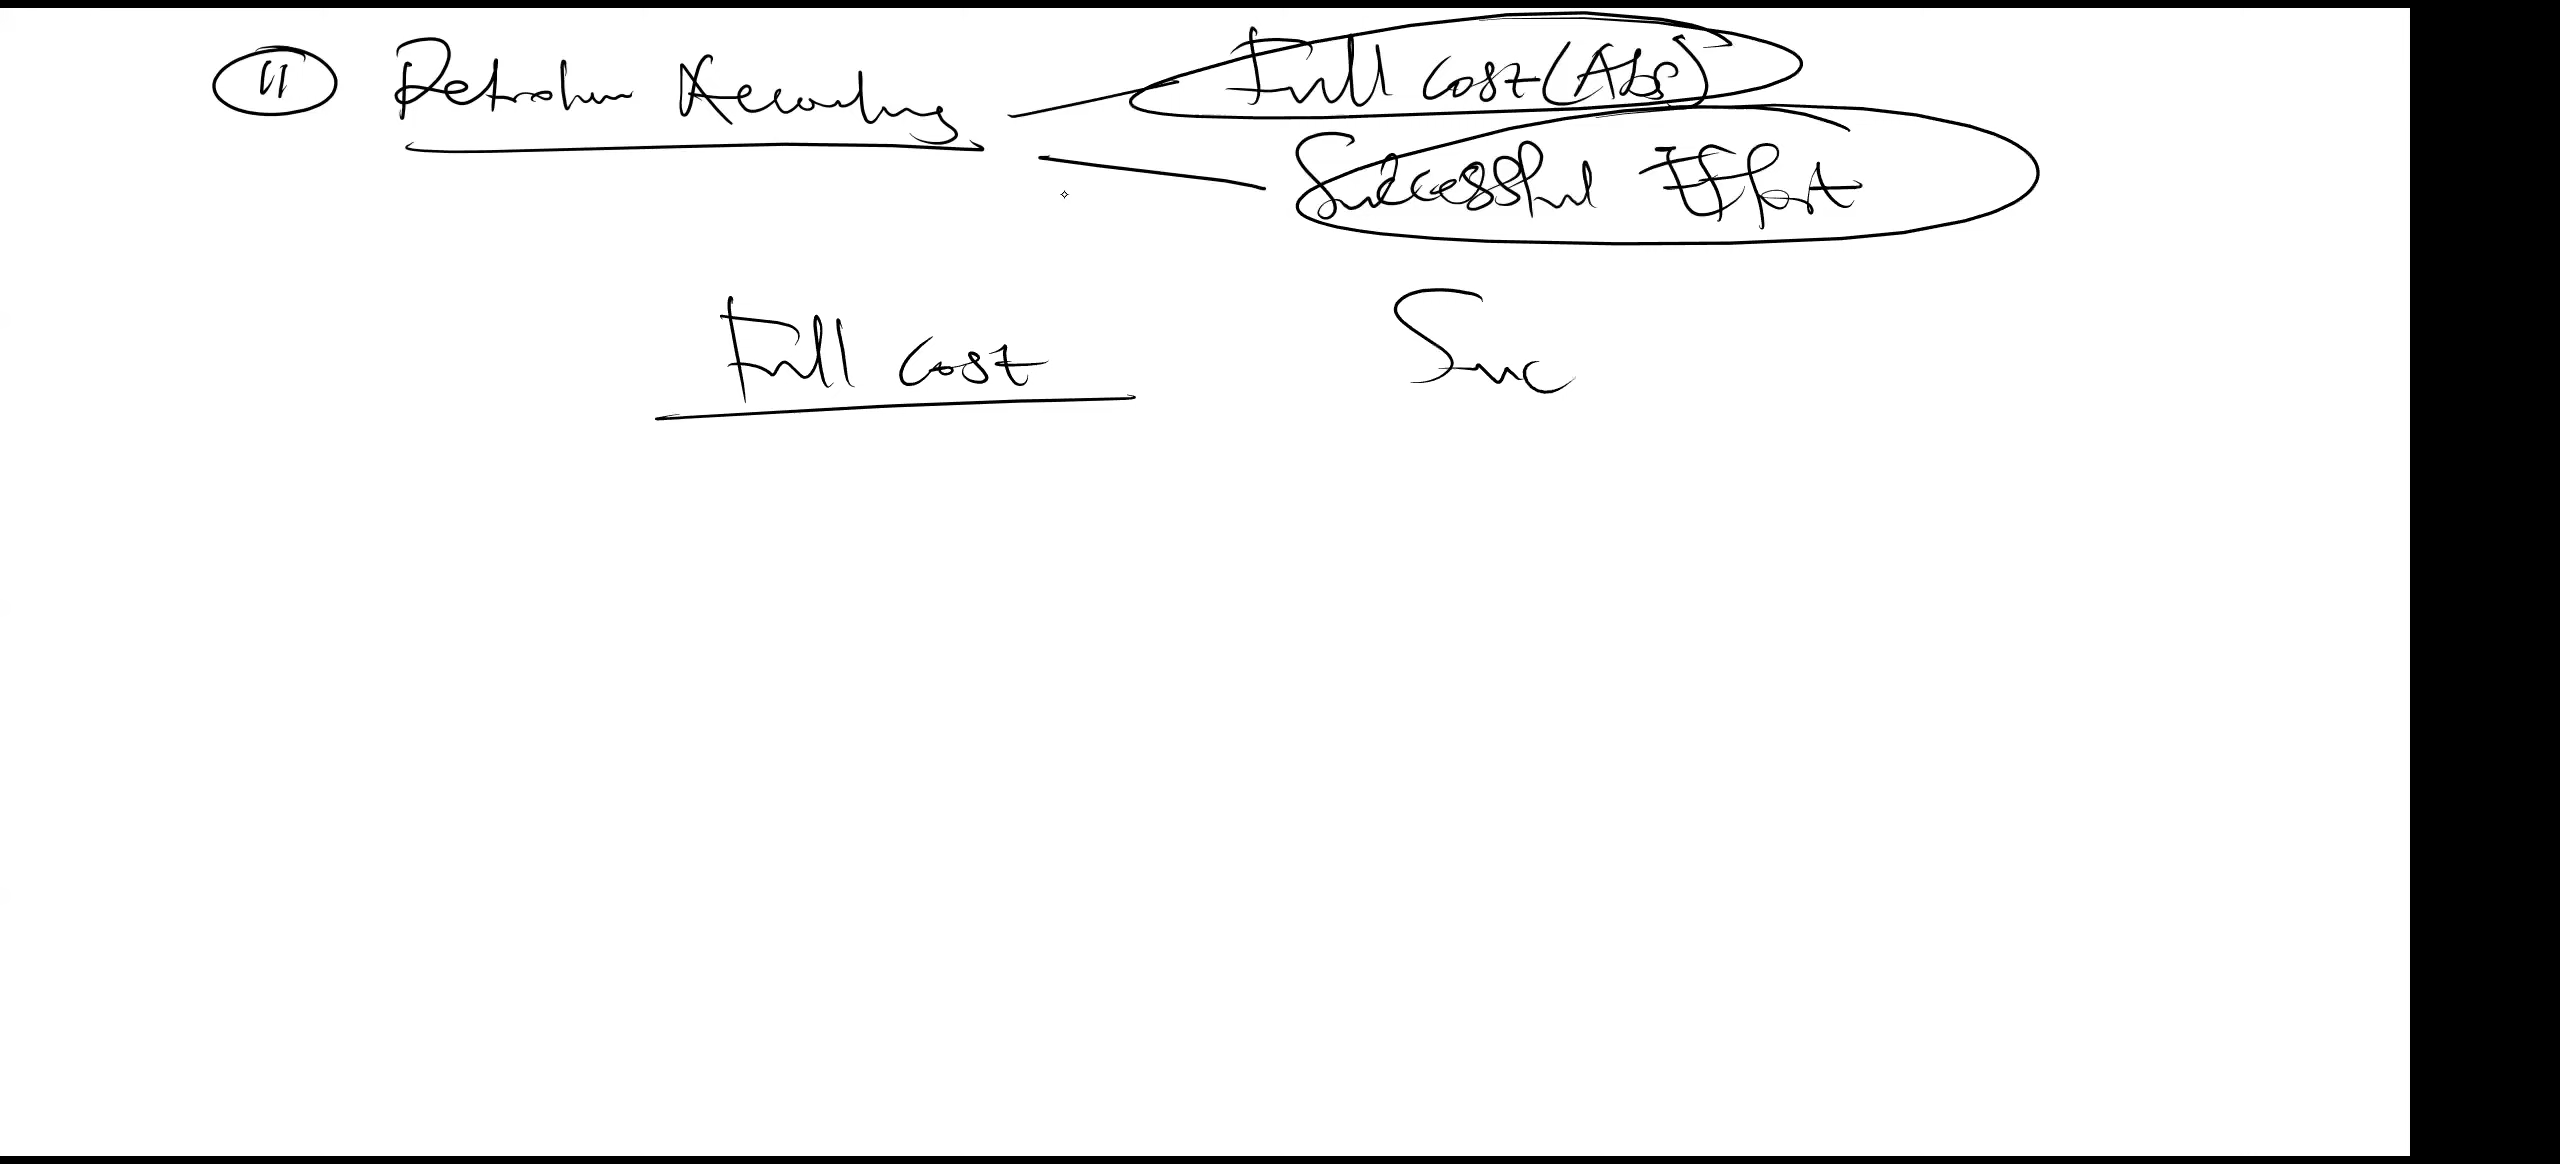 11 Petroleum Accounting Full Cost (Abs)
Successful Effort
Full Cost Suc